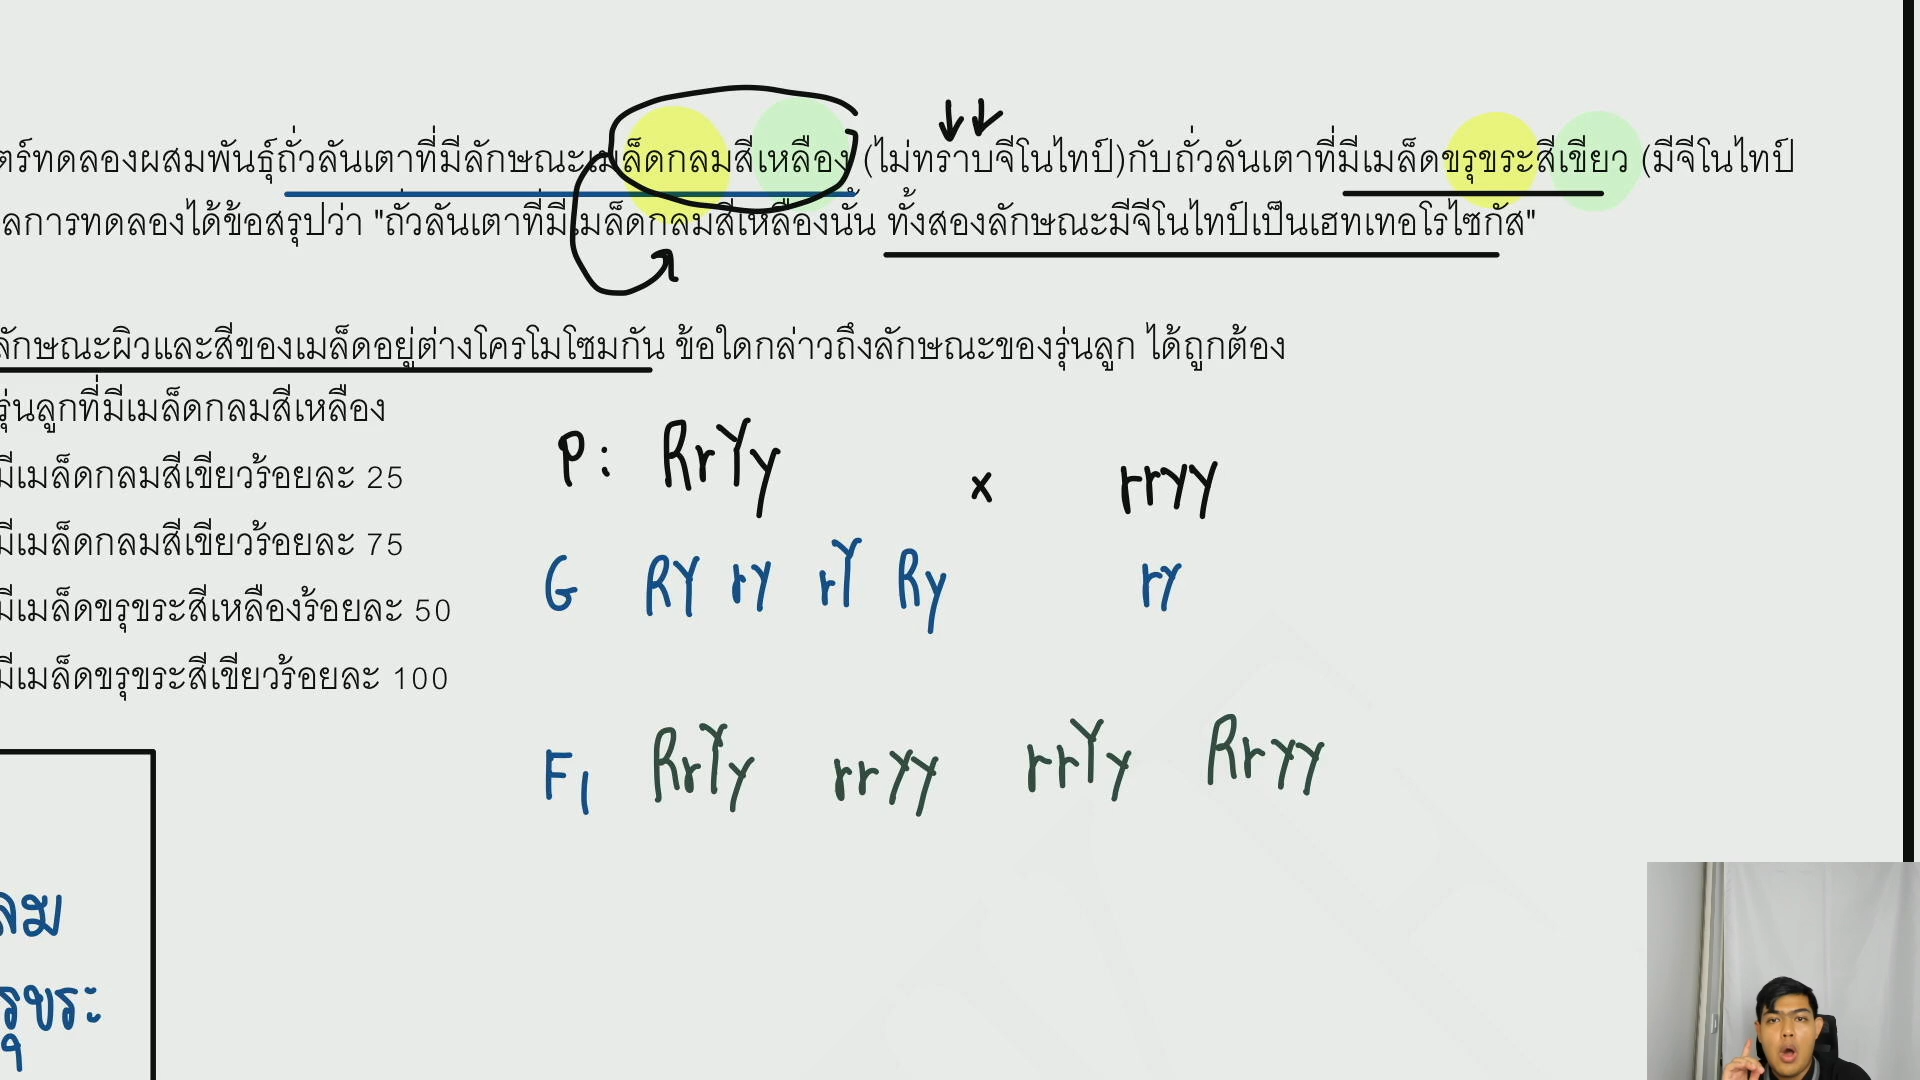 ตร์ทดลองผสมพันธุ์ถั่วลันเตาที่มีลักษณะเมล็ดกลมสีเหลือง (ไม่ทราบจีโนไทป์)กับถั่วลันเตาที่มีเมล็ดขรุขระสีเขียว (มีจีโนไทป์
ลการทดลองได้ข้อสรุปว่า "ถั่วลันเตาที่มีเมล็ดกลมสีเหลืองนั้น ทั้งสองลักษณะมีจีโนไทป์เป็นเฮทเทอโรไซกัส"
ลักษณะผิวและสีของเมล็ดอยู่ต่างโครโมโซมกัน ข้อใดกล่าวถึงลักษณะของรุ่นลูก ได้ถูกต้อง
รุ่นลูกที่มีเมล็ดกลมสีเหลือง
มีเมล็ดกลมสีเขียวร้อยละ 25
มีเมล็ดกลมสีเขียวร้อยละ 75
มีเมล็ดขรุขระสีเหลืองร้อยละ 50
มีเมล็ดขรุขระสีเขียวร้อยละ 100
P: RrYy x rryy
G RY ry rY Ry ry
F1 RrYy rryy rrYy Rryy
ลม
รุขระ